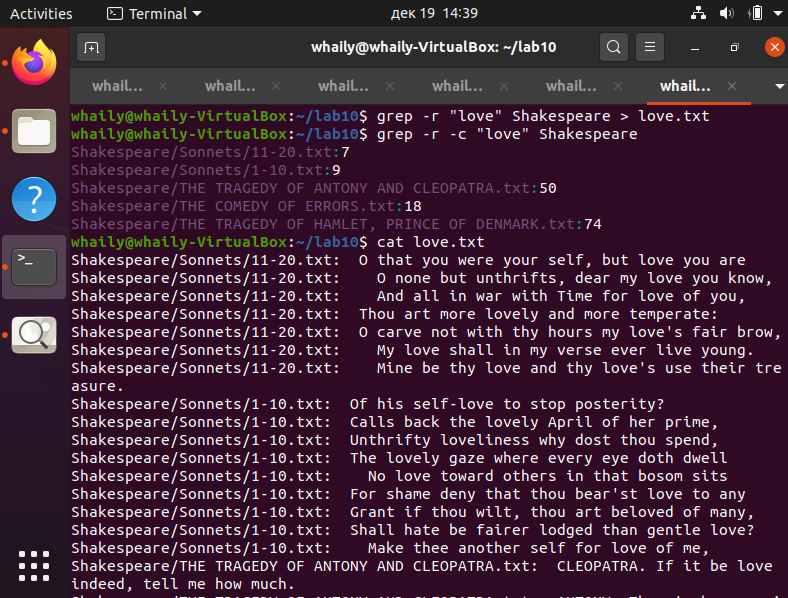 Activities Terminal дек 19 14:39
whaily@whaily-VirtualBox: ~/lab10
whail... whail... whail... whail... whail... whail...
whaily@whaily-VirtualBox:~/lab10$ grep -r "love" Shakespeare > love.txt
whaily@whaily-VirtualBox:~/lab10$ grep -r -c "love" Shakespeare
Shakespeare/Sonnets/11-20.txt:7
Shakespeare/Sonnets/1-10.txt:9
Shakespeare/THE TRAGEDY OF ANTONY AND CLEOPATRA.txt:50
Shakespeare/THE COMEDY OF ERRORS.txt:18
Shakespeare/THE TRAGEDY OF HAMLET, PRINCE OF DENMARK.txt:74
whaily@whaily-VirtualBox:~/lab10$ cat love.txt
Shakespeare/Sonnets/11-20.txt:  O that you were your self, but love you are
Shakespeare/Sonnets/11-20.txt:    O none but unthrifts, dear my love you know,
Shakespeare/Sonnets/11-20.txt:    And all in war with Time for love of you,
Shakespeare/Sonnets/11-20.txt:  Thou art more lovely and more temperate:
Shakespeare/Sonnets/11-20.txt:  O carve not with thy hours my love's fair brow,
Shakespeare/Sonnets/11-20.txt:    My love shall in my verse ever live young.
Shakespeare/Sonnets/11-20.txt:    Mine be thy love and thy love's use their tre
asure.
Shakespeare/Sonnets/1-10.txt:  Of his self-love to stop posterity?
Shakespeare/Sonnets/1-10.txt:  Calls back the lovely April of her prime,
Shakespeare/Sonnets/1-10.txt:  Unthrifty loveliness why dost thou spend,
Shakespeare/Sonnets/1-10.txt:  The lovely gaze where every eye doth dwell
Shakespeare/Sonnets/1-10.txt:    No love toward others in that bosom sits
Shakespeare/Sonnets/1-10.txt:  For shame deny that thou bear'st love to any
Shakespeare/Sonnets/1-10.txt:  Grant if thou wilt, thou art beloved of many,
Shakespeare/Sonnets/1-10.txt:  Shall hate be fairer lodged than gentle love?
Shakespeare/Sonnets/1-10.txt:    Make thee another self for love of me,
Shakespeare/THE TRAGEDY OF ANTONY AND CLEOPATRA.txt:  CLEOPATRA. If it be love
indeed, tell me how much.